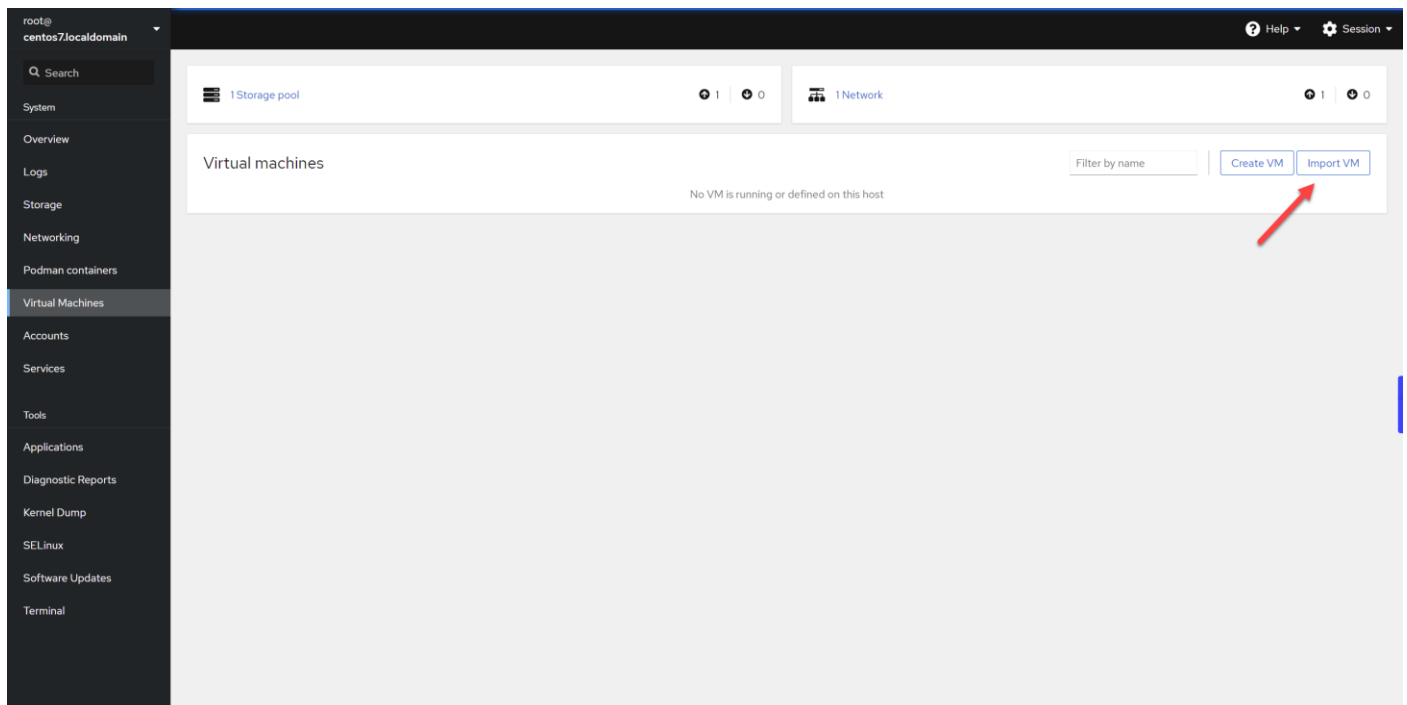 root@
centos7.localdomain
Help
Session
Search
System
Overview
Logs
Storage
Networking
Podman containers
Virtual Machines
Accounts
Services
Tools
Applications
Diagnostic Reports
Kernel Dump
SELinux
Software Updates
Terminal
1 Storage pool 1 0
1 Network 1 0
Virtual machines Filter by name Create VM Import VM
No VM is running or defined on this host